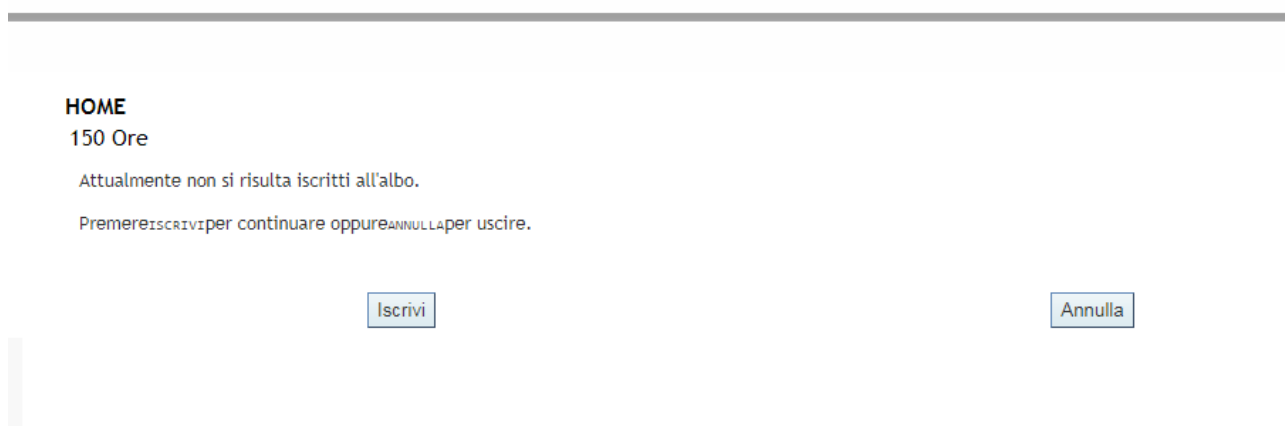 HOME
150 Ore
Attualmente non si risulta iscritti all'albo.
PremereISCRIVIper continuare oppureANNULLAper uscire.
Iscrivi Annulla